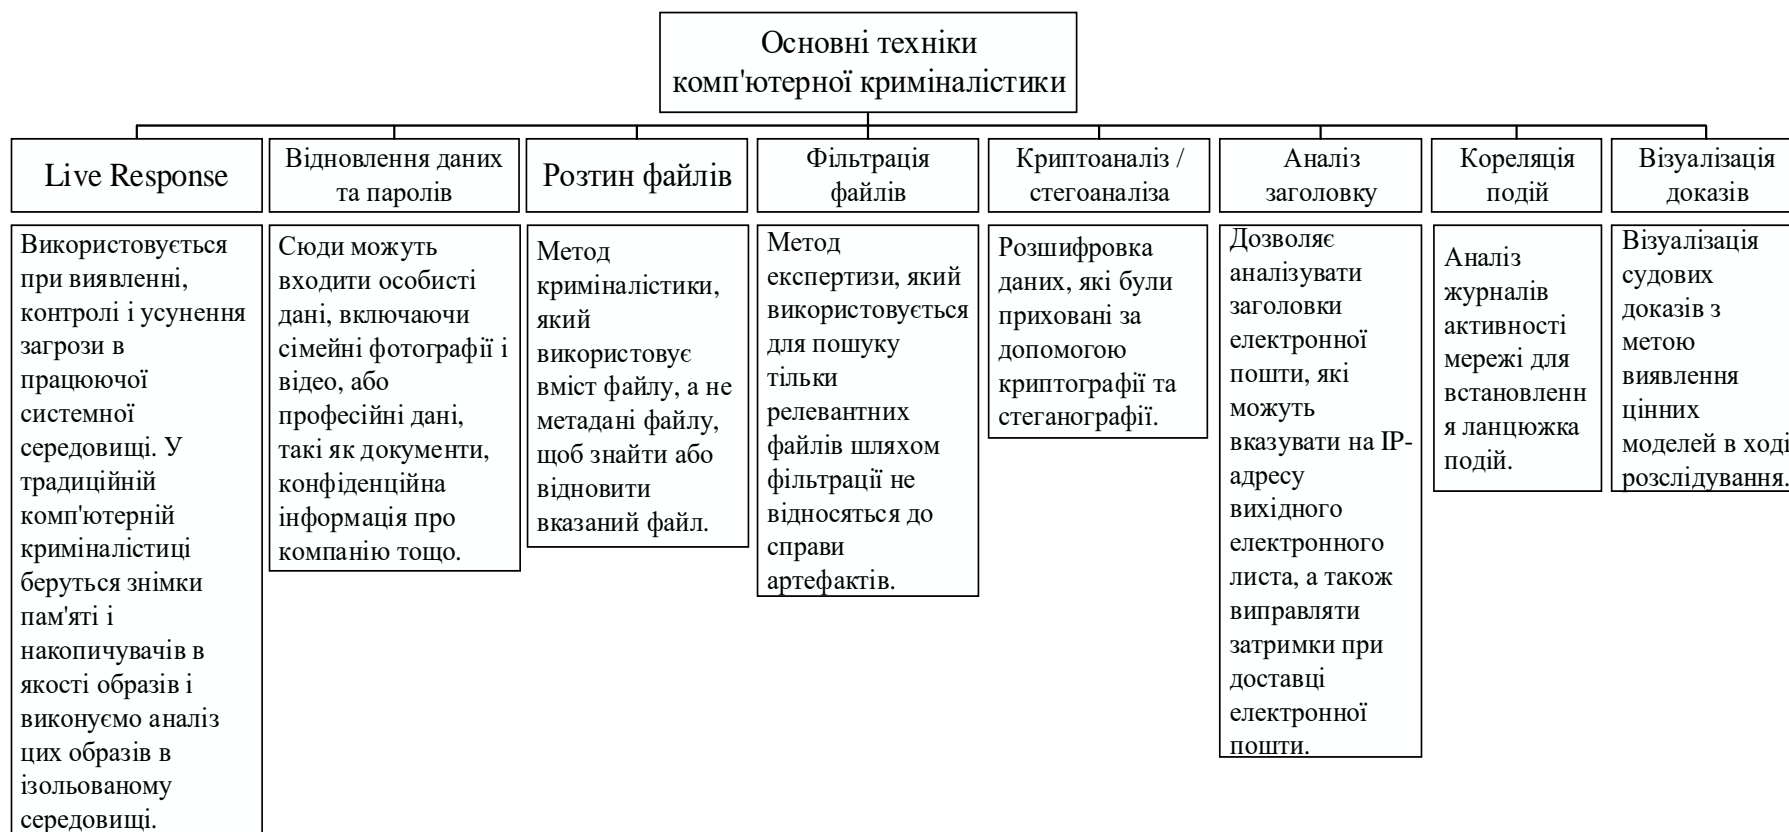 Основні техніки
комп'ютерної криміналістики
Live Response
Відновлення даних
та паролів
Розтин файлів
Фільтрація
файлів
Криптоаналіз /
стегоаналіза
Аналіз
заголовку
Кореляція
подій
Візуалізація
доказів
Використовується
при виявленні,
контролі і усунення
загрози в
працюючої
системної
середовищі. У
традиційній
комп'ютерній
криміналістиці
беруться знімки
пам'яті і
накопичувачів в
якості образів і
виконуємо аналіз
цих образів в
ізольованому
середовищі.
Сюди можуть
входити особисті
дані, включаючи
сімейні фотографії і
відео, або
професійні дані,
такі як документи,
конфіденційна
інформація про
компанію тощо.
Метод
криміналістики,
який
використовує
вміст файлу, а не
метадані файлу,
щоб знайти або
відновити
вказаний файл.
Метод
експертизи, який
використовується
для пошуку
тільки
релевантних
файлів шляхом
фільтрації не
відносяться до
справи
артефактів.
Розшифровка
даних, які були
приховані за
допомогою
криптографії та
стеганографії.
Дозволяє
аналізувати
заголовки
електронної
пошти, які
можуть
вказувати на IP-
адресу
вихідного
електронного
листа, а також
виправляти
затримки при
доставці
електронної
пошти.
Аналіз
журналів
активності
мережі для
встановленн
я ланцюжка
подій.
Візуалізація
судових
доказів з
метою
виявлення
цінних
моделей в ході
розслідування.